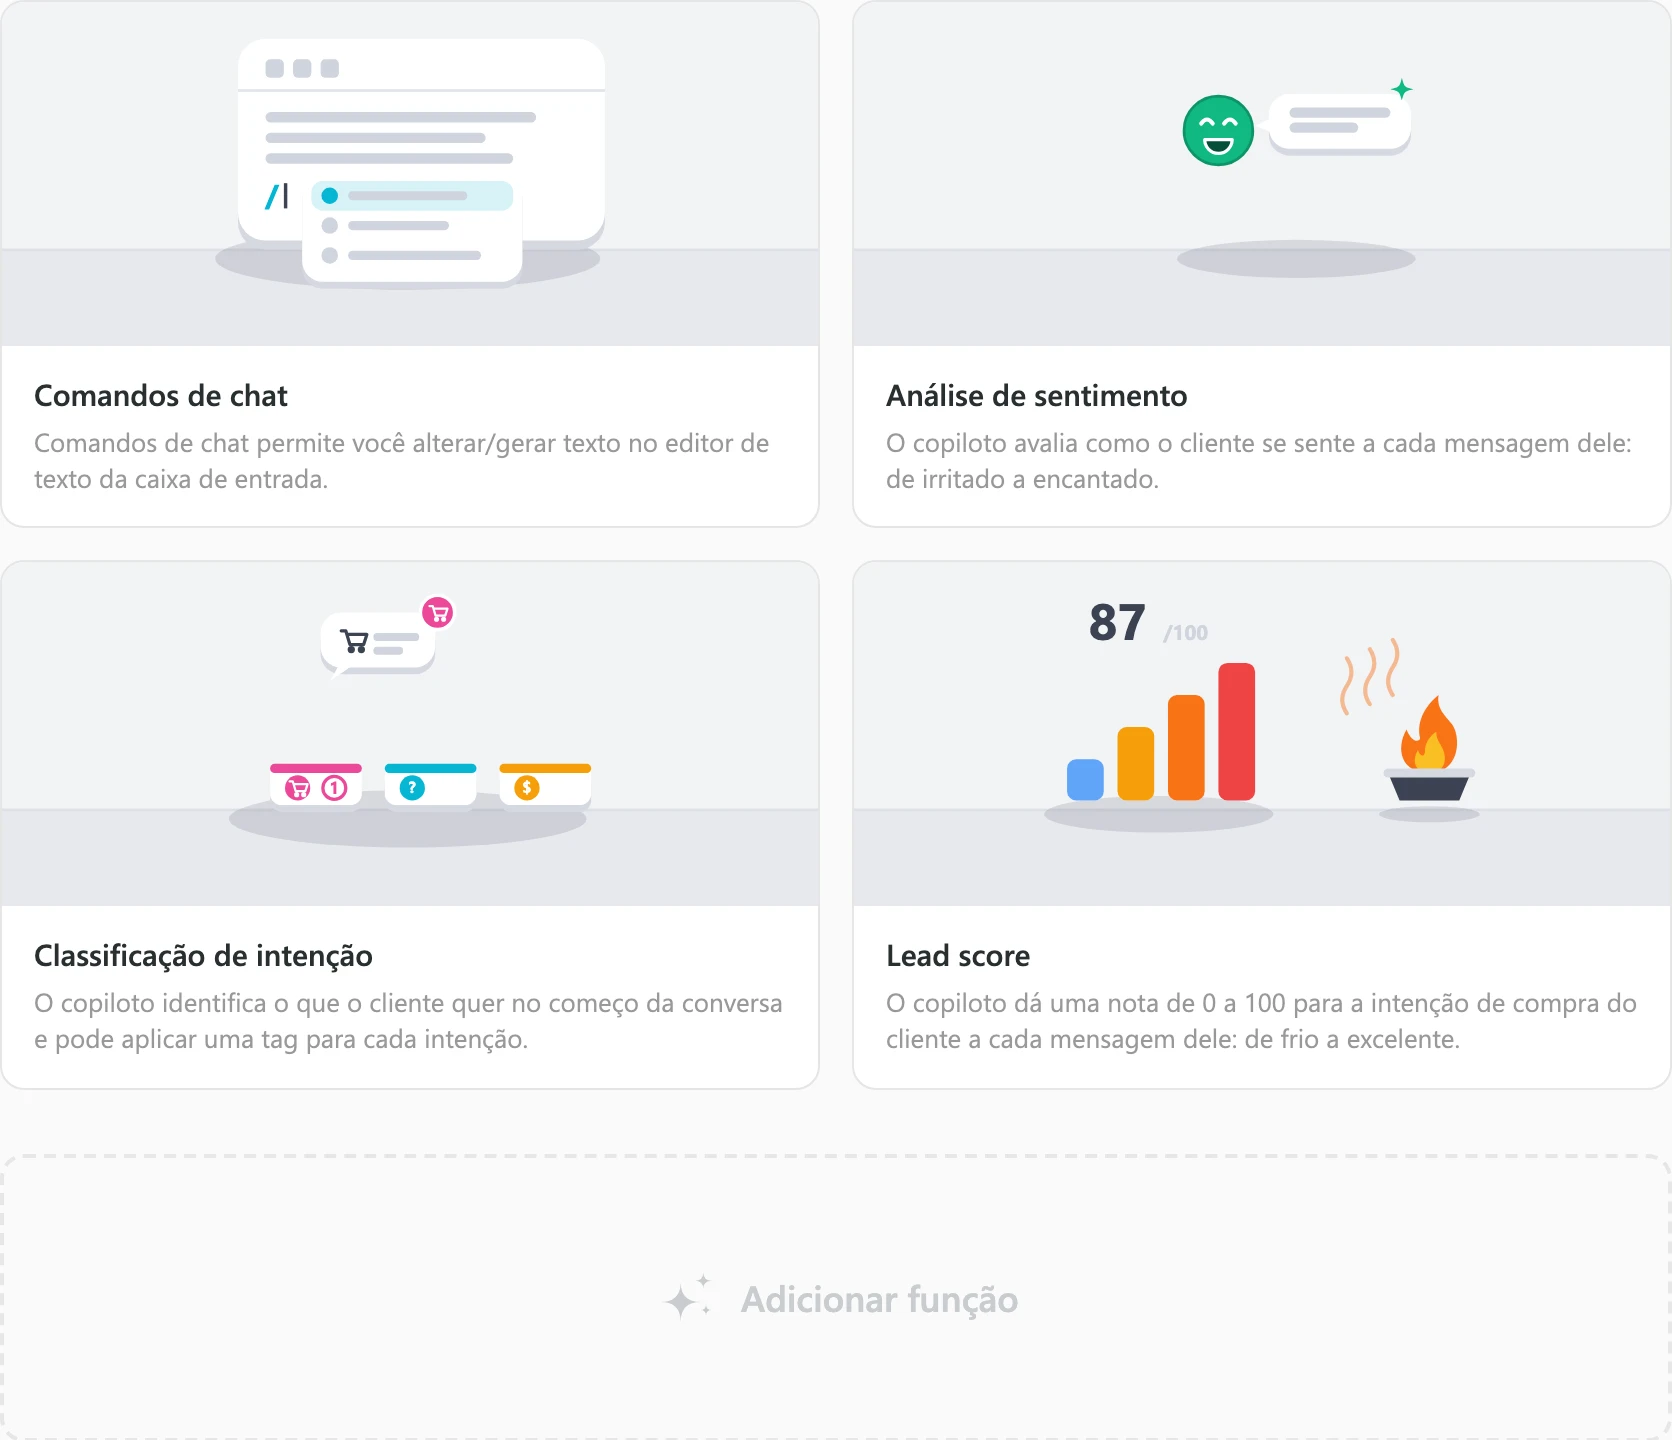 Comandos de chat
Comandos de chat permite você alterar/gerar texto no editor de
texto da caixa de entrada.
Análise de sentimento
O copiloto avalia como o cliente se sente a cada mensagem dele:
de irritado a encantado.
1
?
$
Classificação de intenção
O copiloto identifica o que o cliente quer no começo da conversa
e pode aplicar uma tag para cada intenção.
87 /100
Lead score
O copiloto dá uma nota de 0 a 100 para a intenção de compra do
cliente a cada mensagem dele: de frio a excelente.
Adicionar função